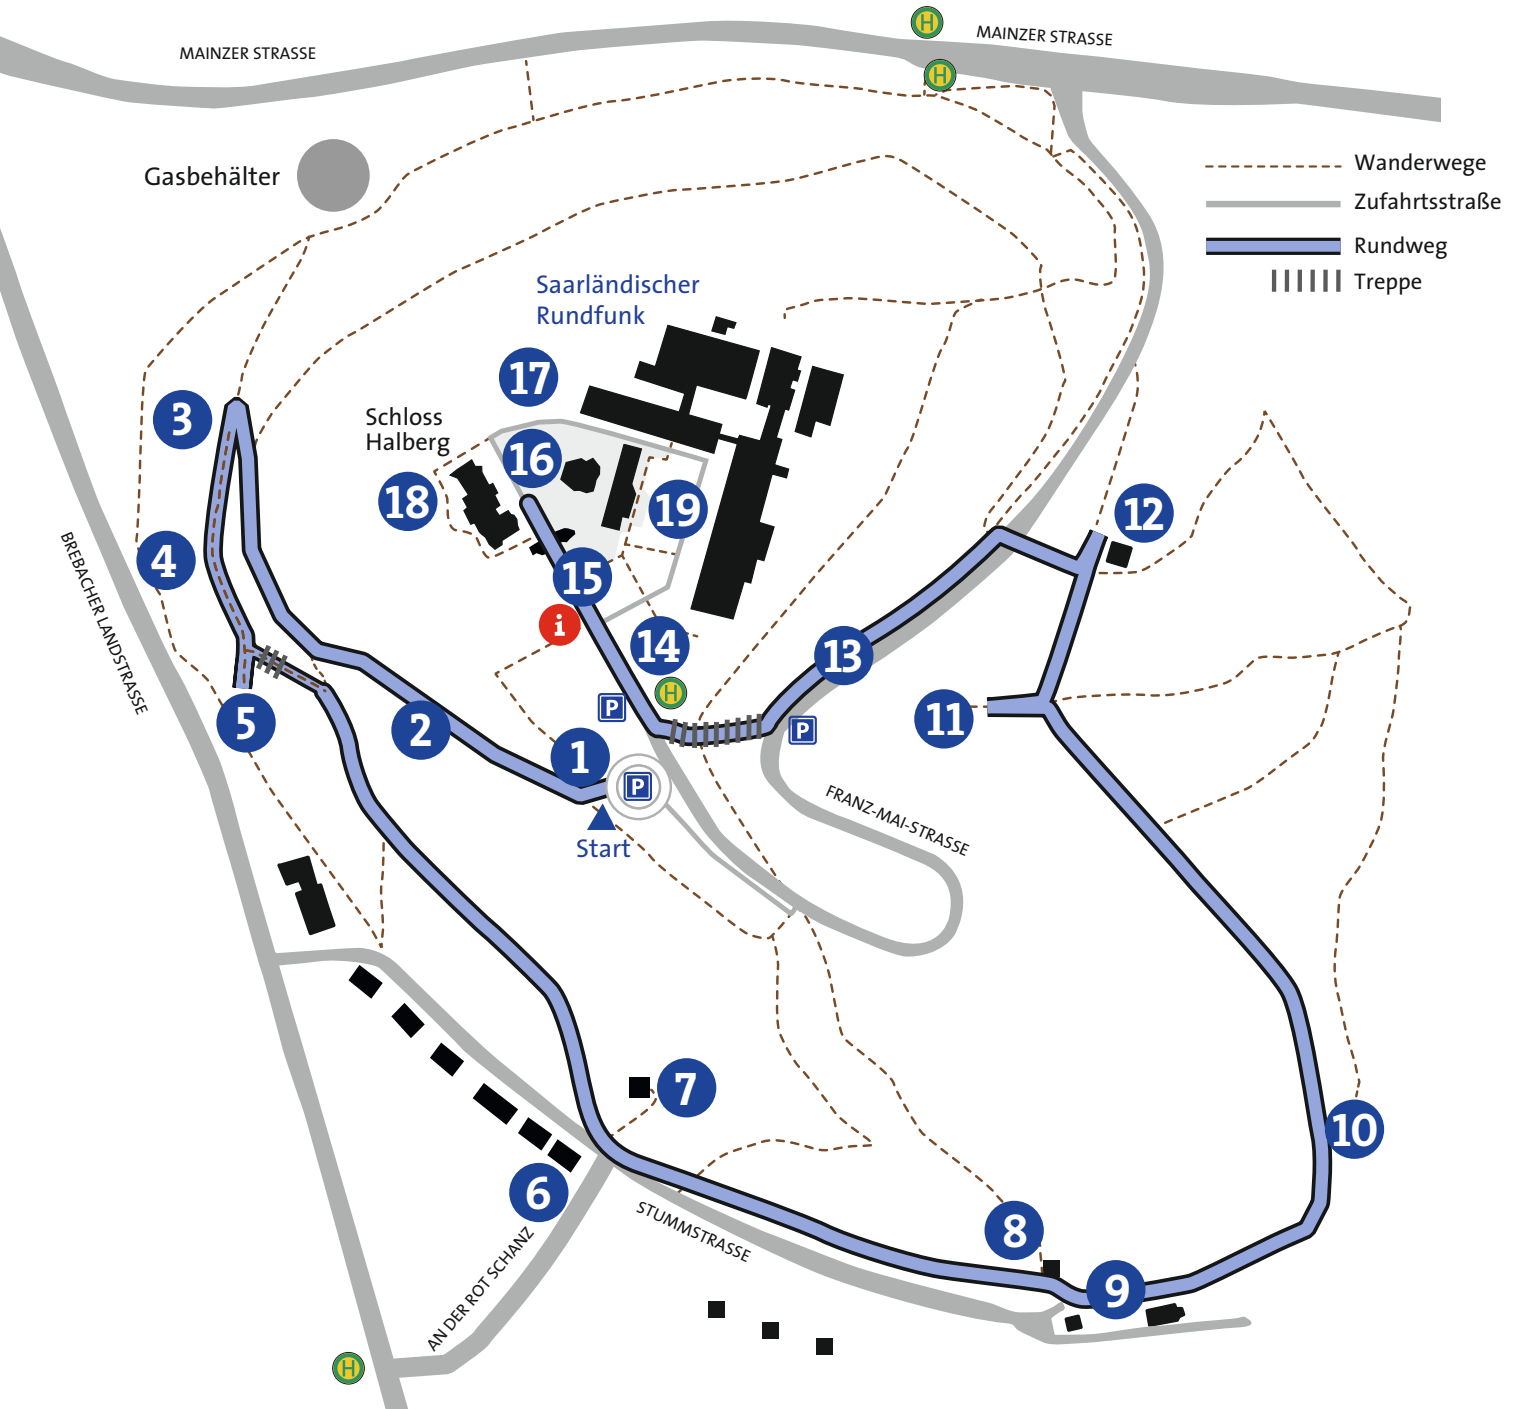 H
MAINZER STRASSE
MAINZER STRASSE
H
Wanderwege
Gasbehälter
Zufahrtsstraße
Rundweg
Treppe
Saarländischer
Rundfunk
17
3
Schloss
Halberg
16
18
19
12
4
BREBACHER LANDSTRASSE
15
i
14
13
H
P
11
5
2
P
1
P
FRANZ-MAI-STRASSE
Start
7
10
6
STUMMSTRASSE
8
AN DER ROT SCHANZ
9
H